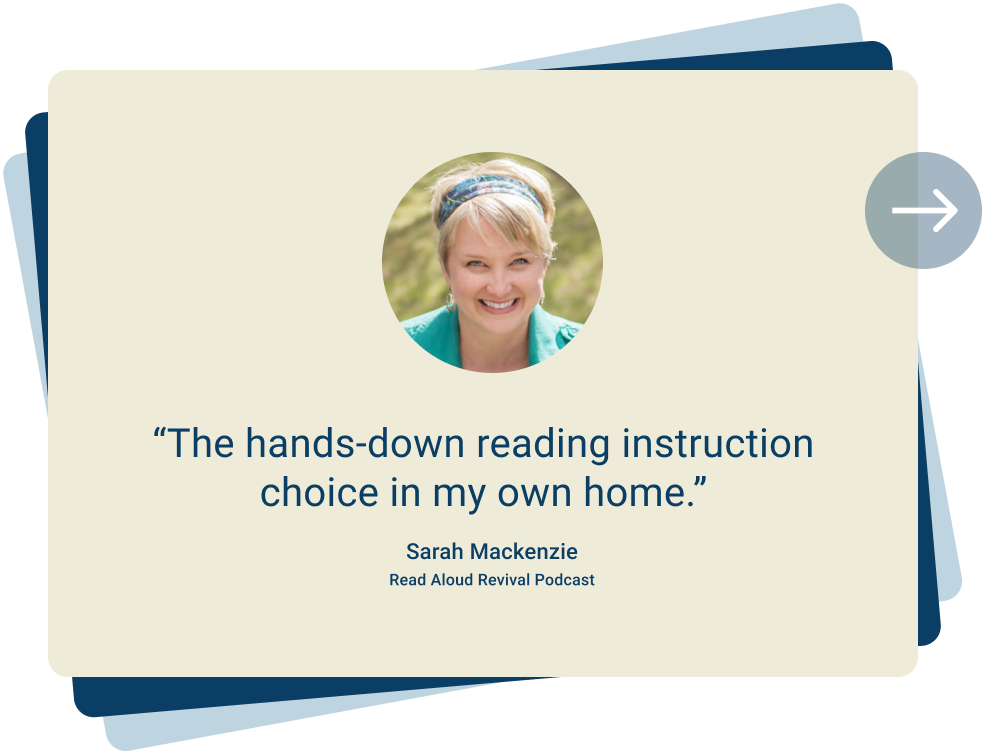 “The hands-down reading instruction
choice in my own home.”
Sarah Mackenzie
Read Aloud Revival Podcast